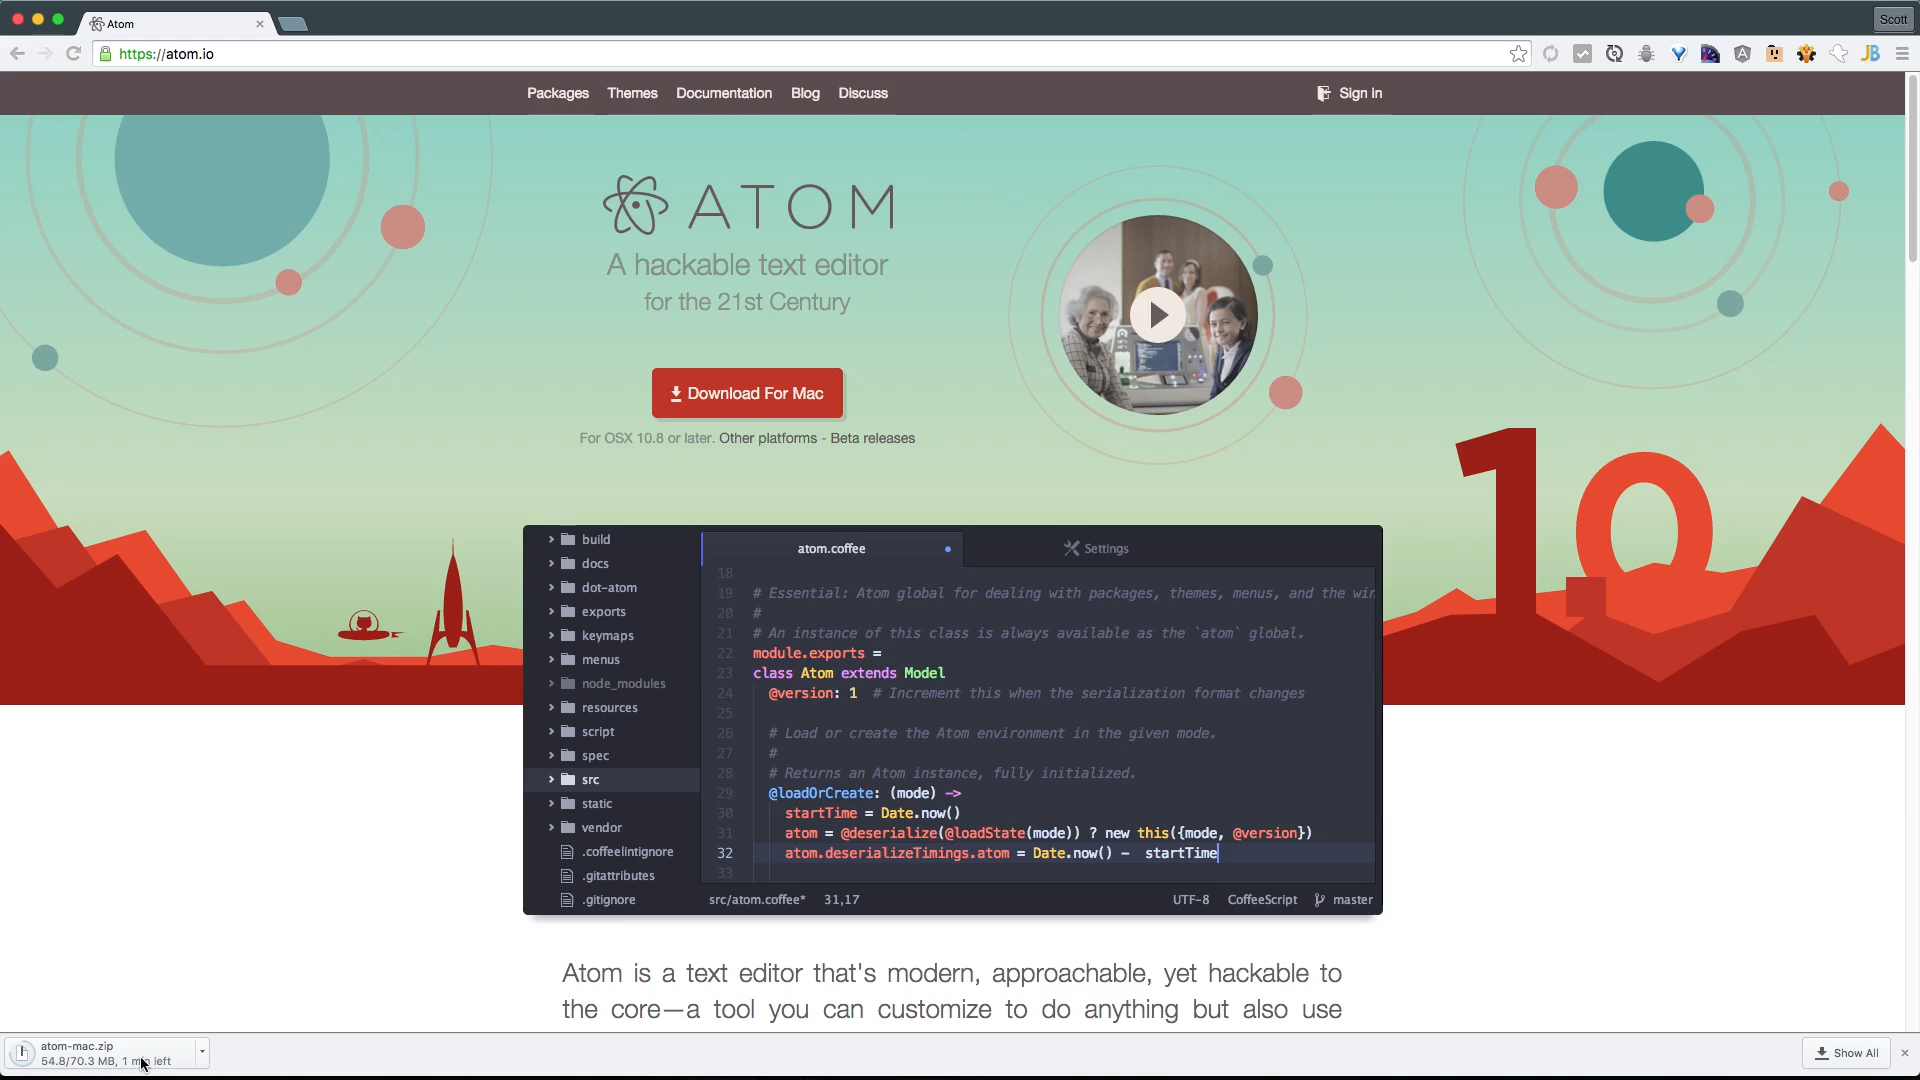 Atom
Scott
https://atom.io
JB
Packages Themes Documentation Blog Discuss Sign in
ATOM
A hackable text editor
for the 21st Century
Download For Mac
For OSX 10.8 or later. Other platforms - Beta releases
1.0
build
docs
dot-atom
exports
keymaps
menus
node_modules
resources
script
spec
src
static
vendor
.coffeelintignore
.gitattributes
.gitignore
atom.coffee Settings
18
19 # Essential: Atom global for dealing with packages, themes, menus, and the win
20 #
21 # An instance of this class is always available as the `atom` global.
22 module.exports =
23 class Atom extends Model
24 @version: 1 # Increment this when the serialization format changes
25
26 # Load or create the Atom environment in the given mode.
27 #
28 # Returns an Atom instance, fully initialized.
29 @loadOrCreate: (mode) ->
30 startTime = Date.now()
31 atom = @deserialize(@loadState(mode)) ? new this({mode, @version})
32 atom.deserializeTimings.atom = Date.now() - startTime
33
src/atom.coffee* 31,17 UTF-8 CoffeeScript master
Atom is a text editor that's modern, approachable, yet hackable to
the core—a tool you can customize to do anything but also use
atom-mac.zip
54.8/70.3 MB, 1 min left
Show All